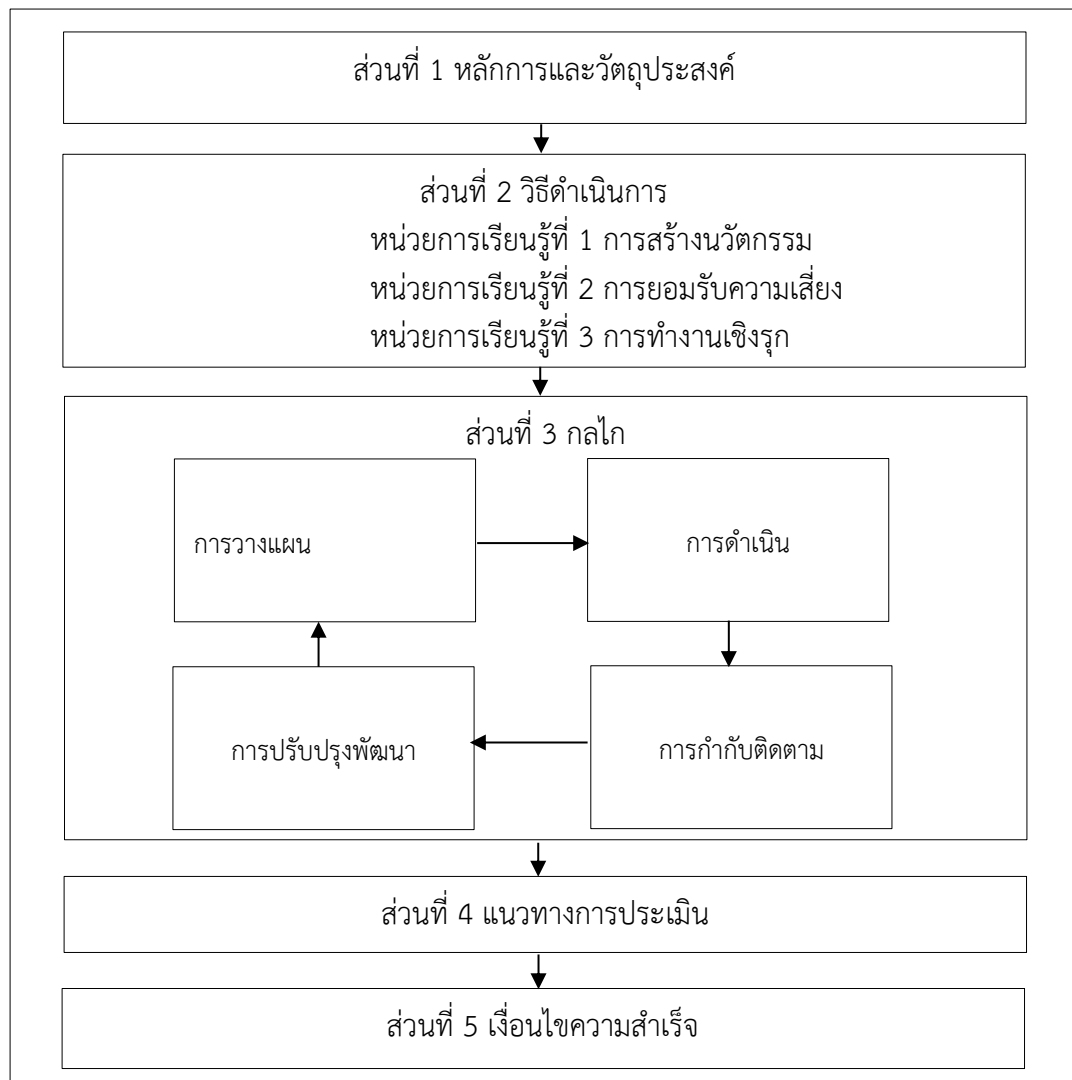 ส่วนที่ 1 หลักการและวัตถุประสงค์
ส่วนที่ 2 วิธีดำเนินการ
หน่วยการเรียนรู้ที่ 1 การสร้างนวัตกรรม
หน่วยการเรียนรู้ที่ 2 การยอมรับความเสี่ยง
หน่วยการเรียนรู้ที่ 3 การทำงานเชิงรุก
ส่วนที่ 3 กลไก
การวางแผน
การดำเนิน
การปรับปรุงพัฒนา
การกำกับติดตาม
ส่วนที่ 4 แนวทางการประเมิน
ส่วนที่ 5 เงื่อนไขความสำเร็จ